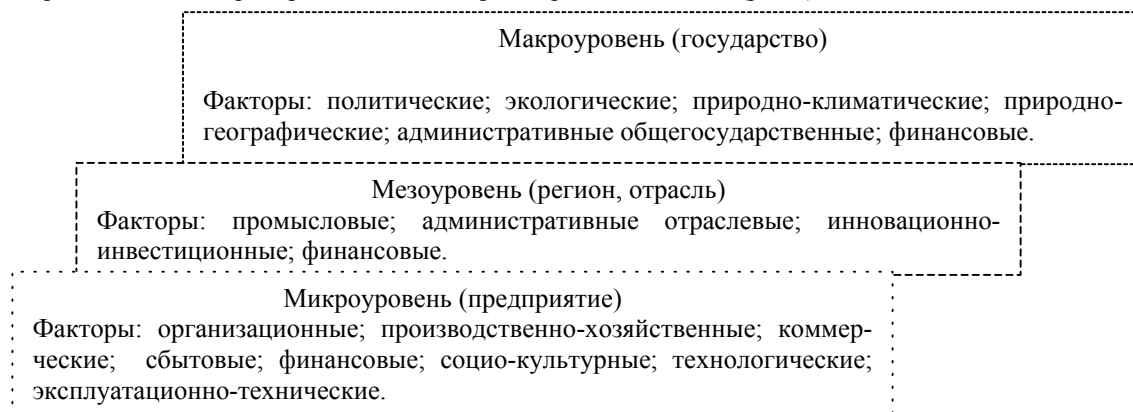 Макроуровень (государство)
Факторы: политические; экологические; природно-климатические; природно-
географические; административные общегосударственные; финансовые.
Мезоуровень (регион, отрасль)
Факторы: промысловые; административные отраслевые; инновационно-
инвестиционные; финансовые.
Микроуровень (предприятие)
Факторы: организационные; производственно-хозяйственные; коммер-
ческие; сбытовые; финансовые; социо-культурные; технологические;
эксплуатационно-технические.